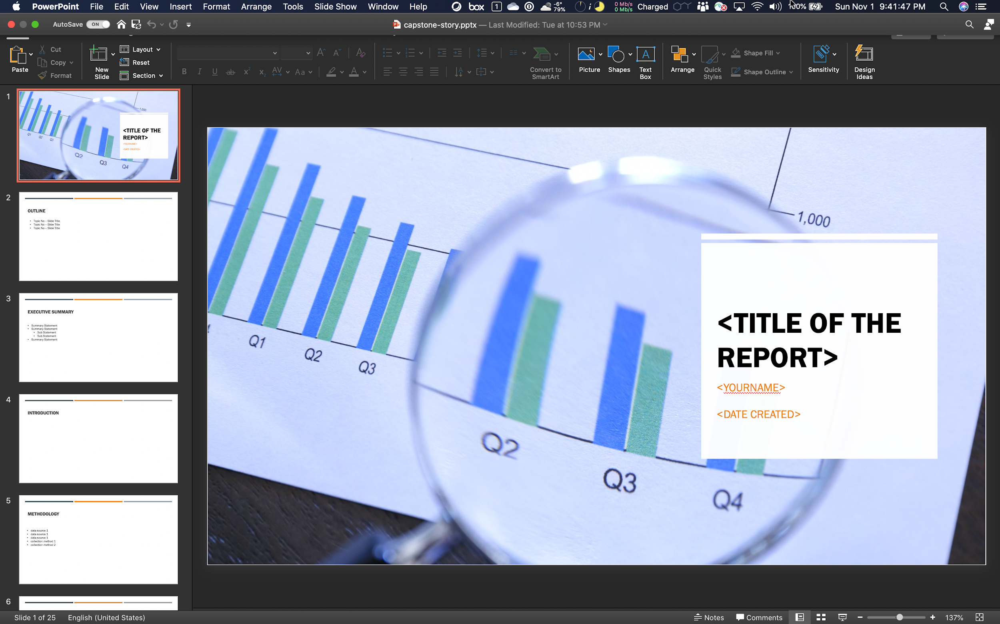 PowerPoint File Edit View Insert Format Arrange Tools Slide Show Window Help box 1 -6° 79% i 0 Mb/s 0 Mb/s Charged Sun Nov 1 9:41:47 PM
AutoSave ON capstone-story.pptx — Last Modified: Tue at 10:53 PM
Paste
Cut
Copy
Format
New Slide
Layout
Reset
Section
B I U ab x² x₂ AV Aa A
Convert to SmartArt
Picture
Shapes
Text Box
Arrange
Quick Styles
Shape Fill
Shape Outline
Sensitivity
Design Ideas
1
1,000
Q1
Q2
Q3
Q2
Q3
Q4
<TITLE OF THE
REPORT>
<YOURNAME>
<DATE CREATED>
2
OUTLINE
• Topic No – Slide Title
• Topic No – Slide Title
• Topic No – Slide Title
3
EXECUTIVE SUMMARY
• Summary Statement
• Summary Statement
• Sub Statement
• Sub Statement
• Summary Statement
4
INTRODUCTION
5
METHODOLOGY
• data source 1
• data source 1
• data source 1
• collection method 1
• collection method 2
6
1,000
Q1
Q2
Q3
Q2
Q3
Q4
<TITLE OF THE
REPORT>
<YOURNAME>
<DATE CREATED>
Slide 1 of 25 English (United States) Notes Comments 137%